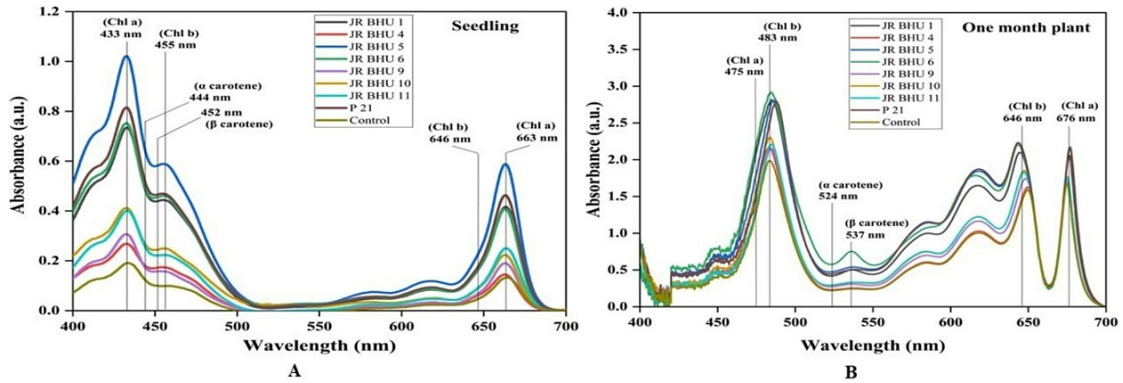 Seedling
(Chl a)
433 nm
(Chl b)
455 nm
(α carotene)
444 nm
452 nm
(β carotene)
(Chl b)
646 nm
(Chl a)
663 nm
JR BHU 1
JR BHU 4
JR BHU 5
JR BHU 6
JR BHU 9
JR BHU 10
JR BHU 11
P 21
Control
1.2
1.0
0.8
0.6
0.4
0.2
0.0
Absorbance (a.u.)
400 450 500 550 600 650 700
Wavelength (nm)
A
One month plant
(Chl b)
483 nm
(Chl a)
475 nm
(α carotene)
524 nm
(β carotene)
537 nm
(Chl b)
646 nm
(Chl a)
676 nm
JR BHU 1
JR BHU 4
JR BHU 5
JR BHU 6
JR BHU 9
JR BHU 10
JR BHU 11
P 21
Control
4.0
3.5
3.0
2.5
2.0
1.5
1.0
0.5
0.0
Absorbance (a.u.)
400 450 500 550 600 650 700
Wavelength (nm)
B